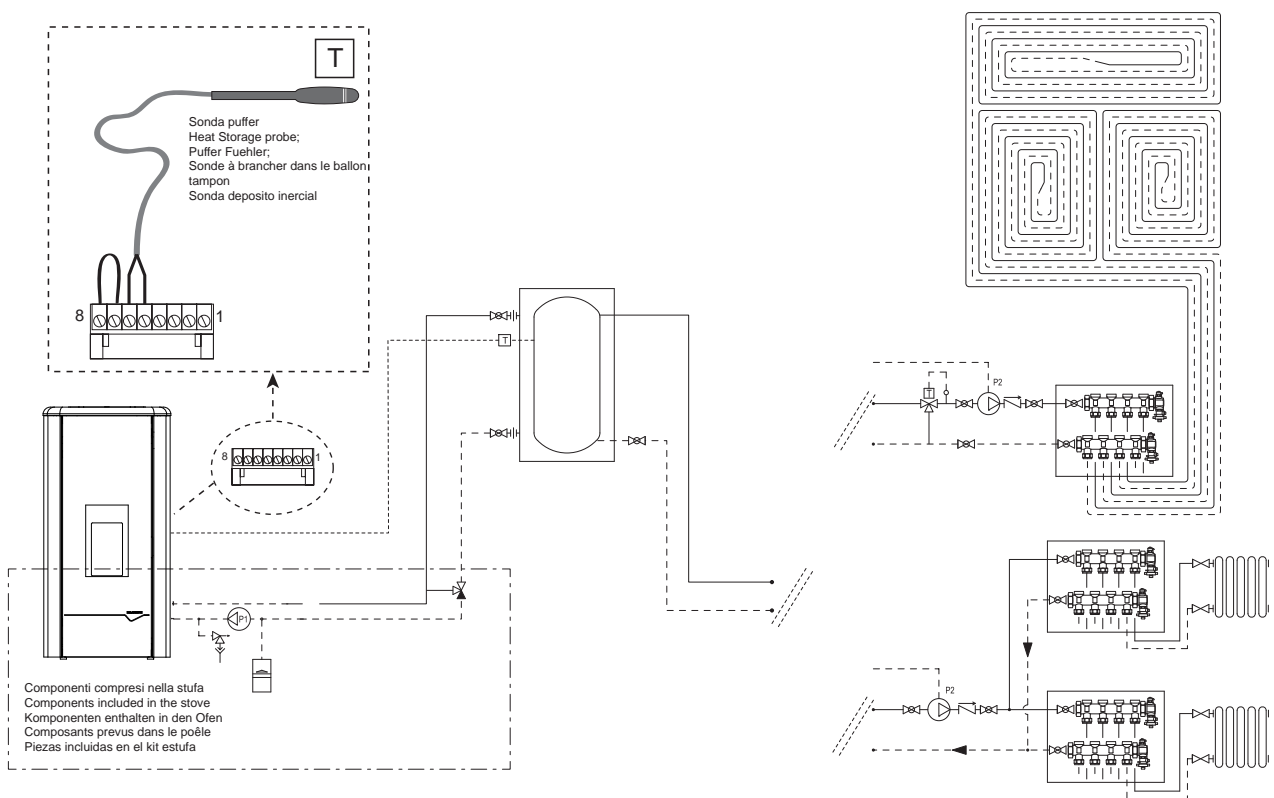 T
Sonda puffer
Heat Storage probe;
Puffer Fuehler;
Sonde à brancher dans le ballon
tampon
Sonda deposito inercial
8 1
8 1
T
P1
Componenti compresi nella stufa
Components included in the stove
Komponenten enthalten in den Ofen
Composants prevus dans le poêle
Piezas incluidas en el kit estufa
T
P2
P2